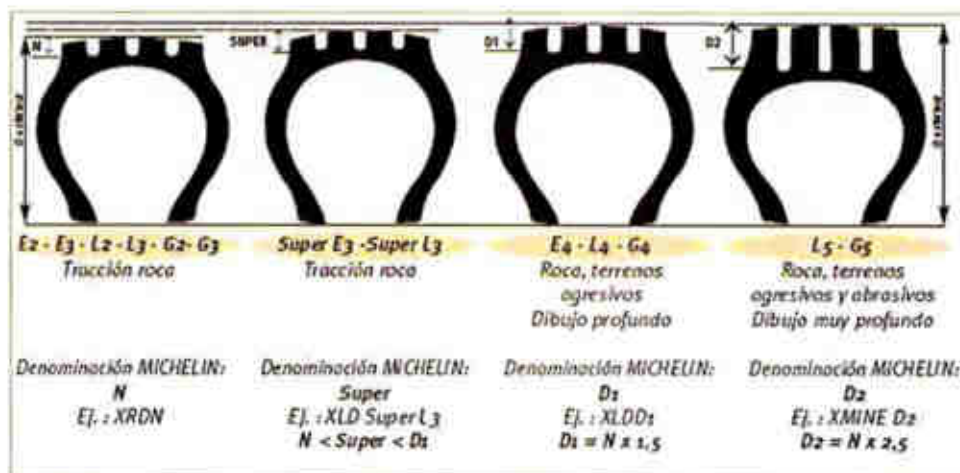 N
SUPER
D1
D2
E2 - E3 - L2 - L3 - G2- G3
Tracción roca
Super E3 -Super L3
Tracción roca
E4 - L4 - G4
Roca, terrenos
agresivos
Dibujo profundo
L5 - G5
Roca, terrenos
agresivos y abrasivos
Dibujo muy profundo
Denominación MICHELIN:
N
Ej. : XRDN
Denominación MICHELIN:
Super
Ej. : XLD Super L3
N < Super < D1
Denominación MICHELIN:
D1
Ej. : XLDD1
D1 = N x 1,5
Denominación MICHELIN:
D2
Ej. : XMINE D2
D2 = N x 2,5